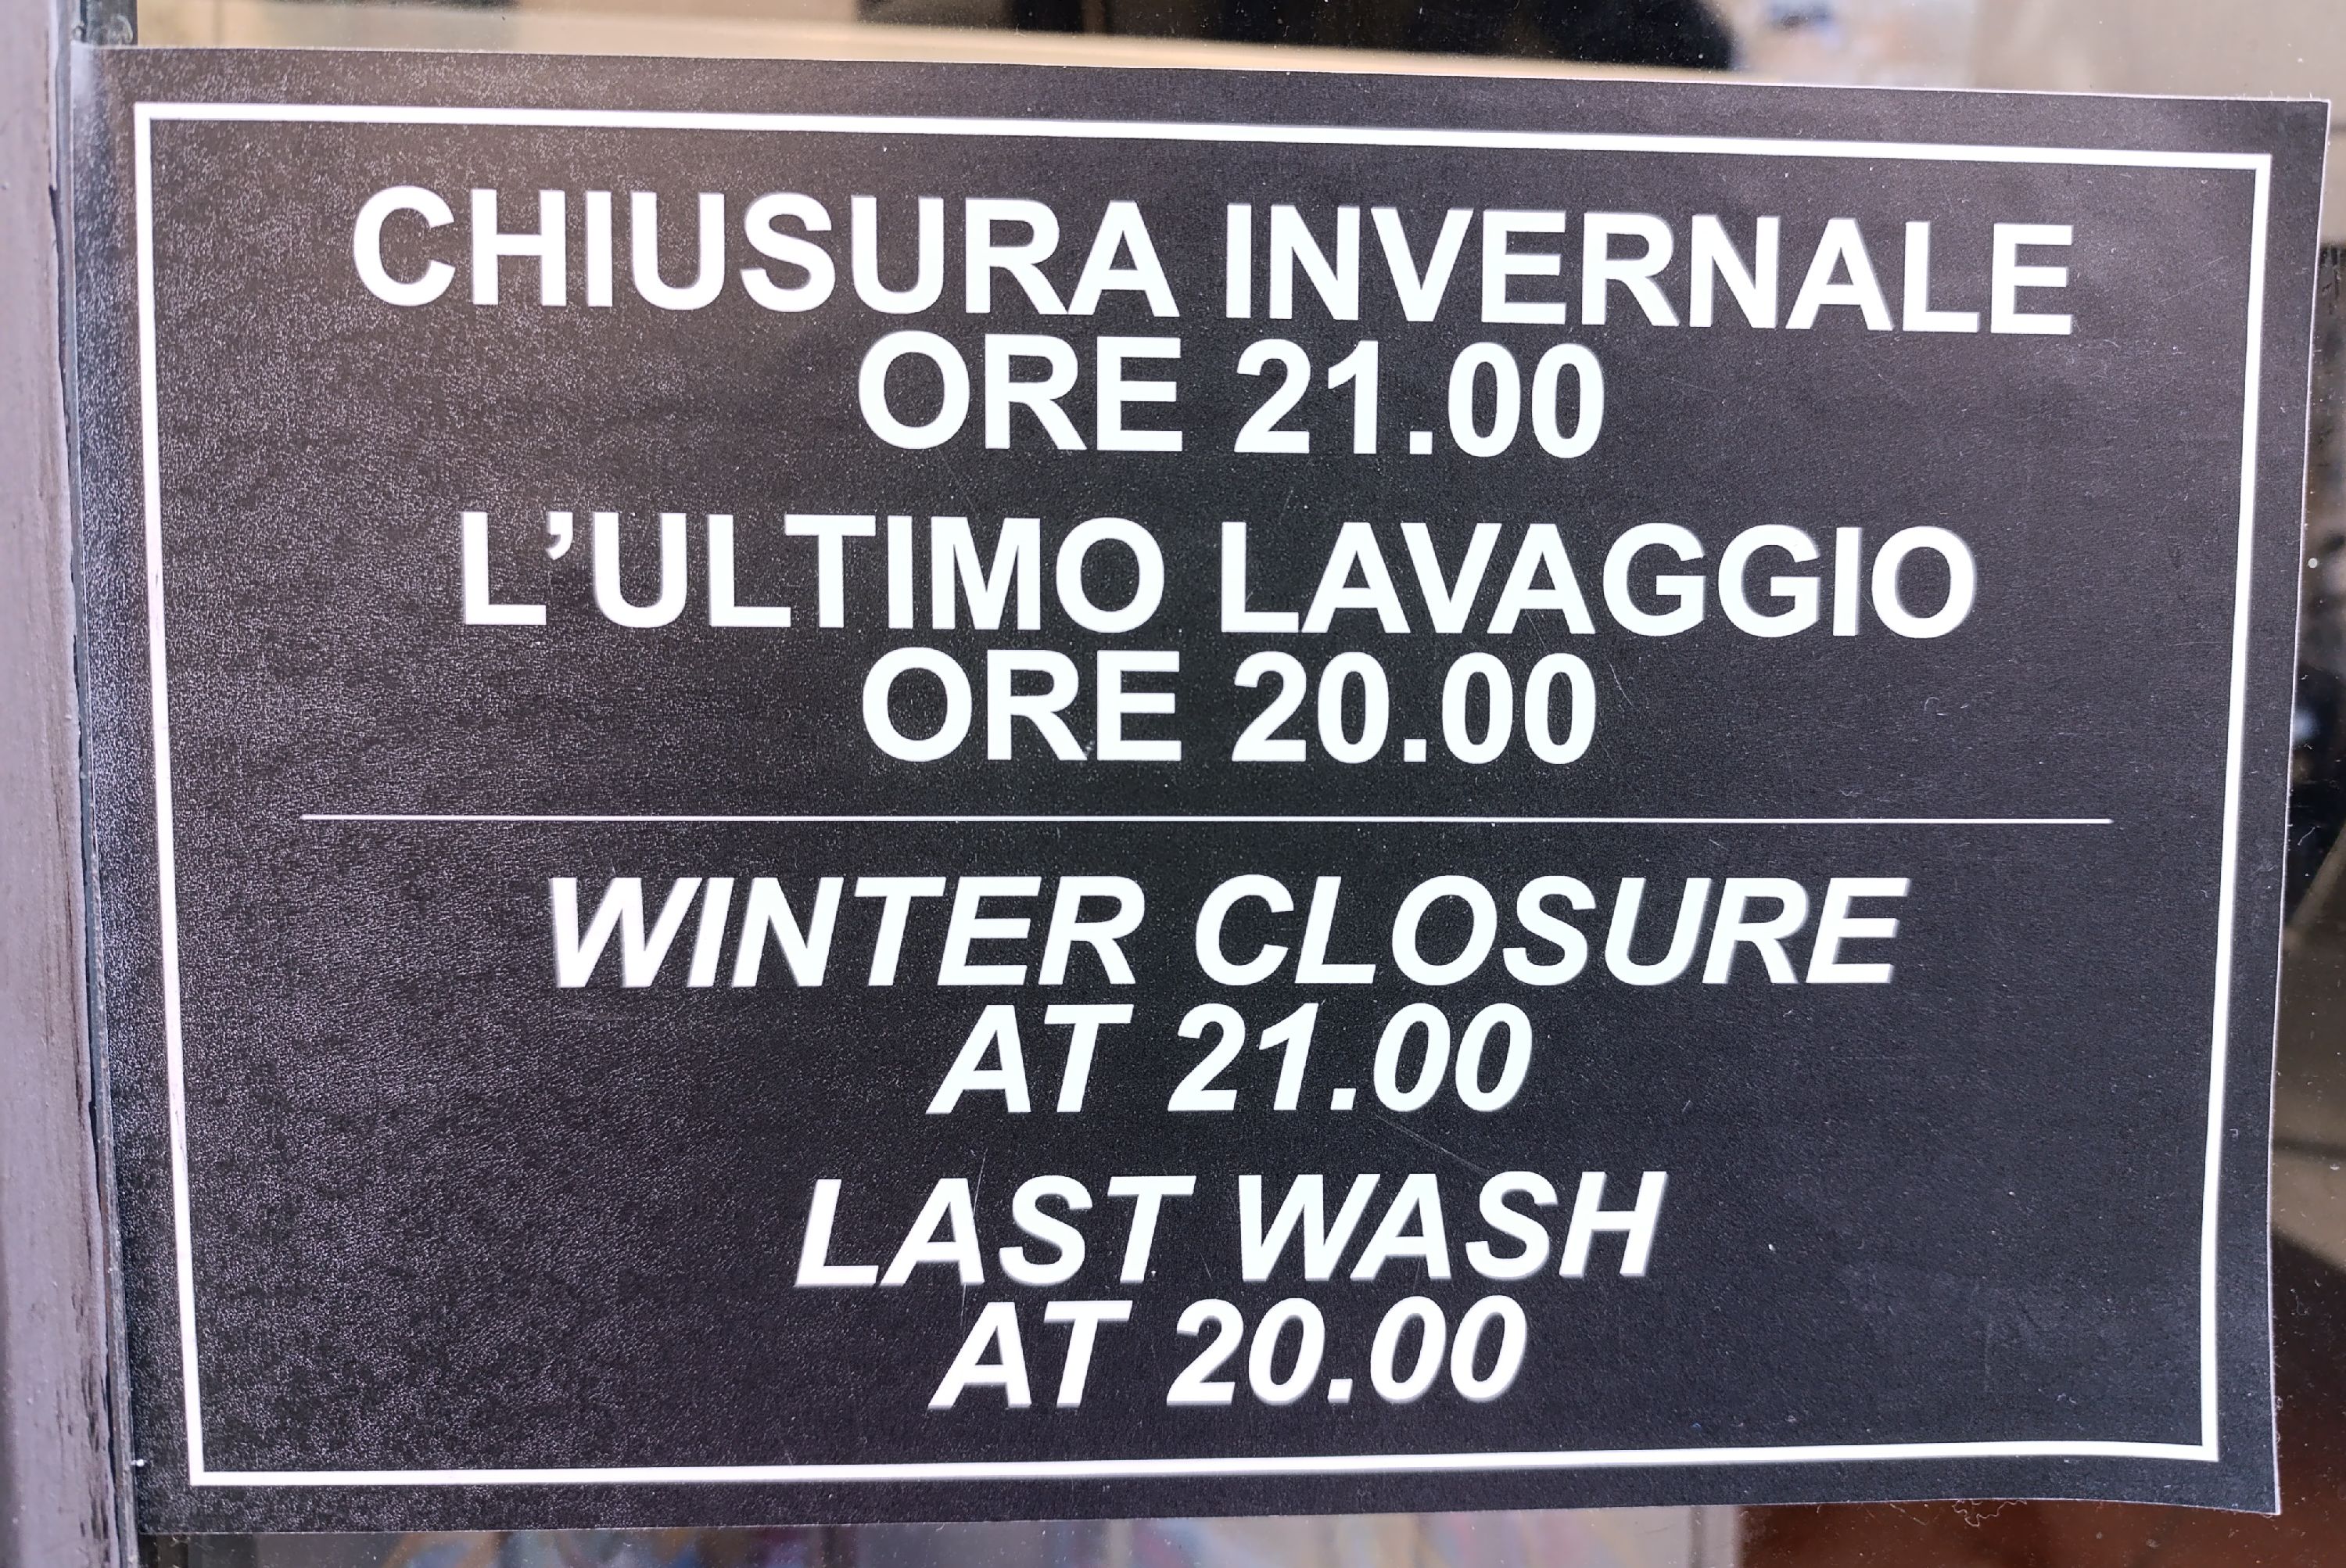 CHIUSURA INVERNALE
ORE 21.00
L’ULTIMO LAVAGGIO
ORE 20.00
WINTER CLOSURE
AT 21.00
LAST WASH
AT 20.00